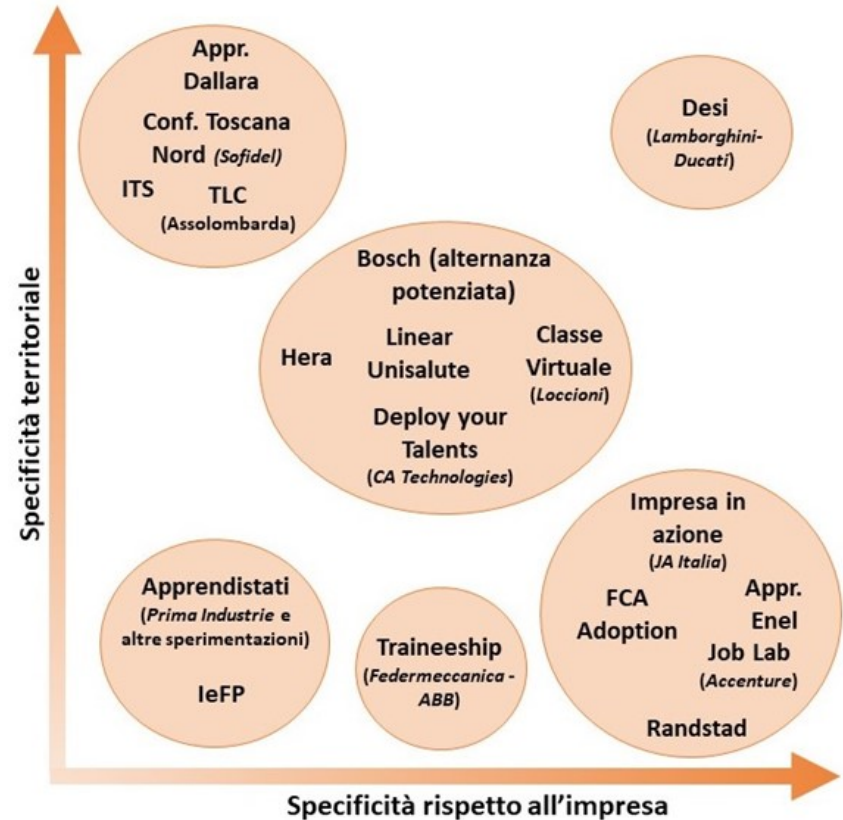 Appr.
Dallara
Conf. Toscana
Nord (Sofidel)
ITS
TLC
(Assolombarda)
Desi
(Lamborghini-
Ducati)
Bosch (alternanza
potenziata)
Hera
Linear
Unisalute
Classe
Virtuale
(Loccioni)
Deploy your
Talents
(CA Technologies)
Impresa in
azione
(JA Italia)
FCA
Adoption
Appr.
Enel
Job Lab
(Accenture)
Randstad
Apprendistati
(Prima Industrie e
altre sperimentazioni)
IeFP
Traineeship
(Federmeccanica -
ABB)
Specificità territoriale
Specificità rispetto all'impresa